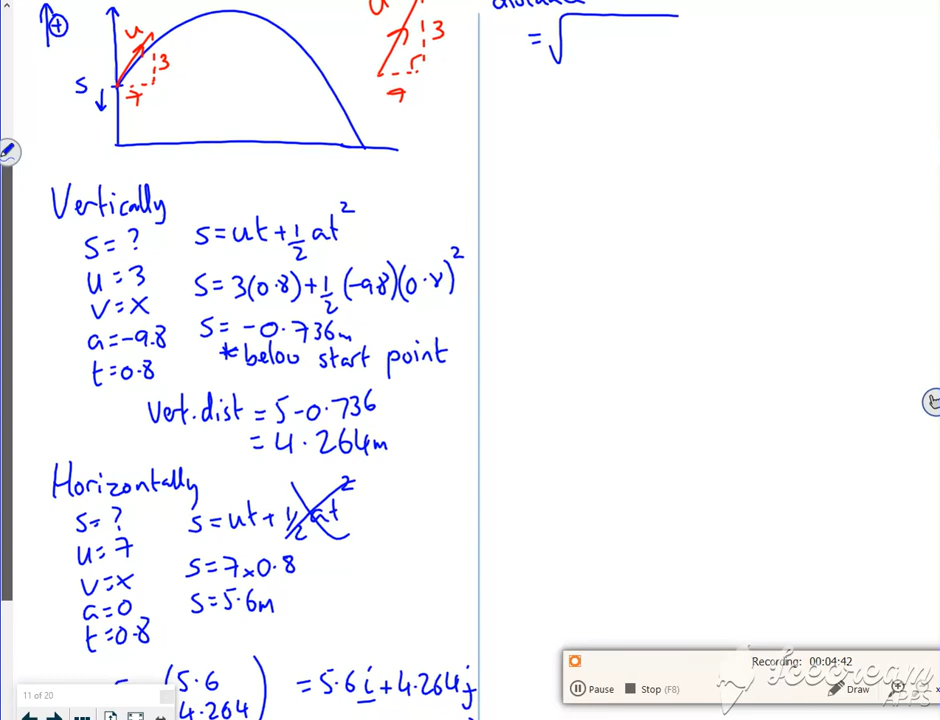 distance
= √
u
3
7
u
3
7
S
Vertically
s = ?
u = 3
v = x
a = -9.8
t = 0.8
s = ut + 1/2 at²
s = 3(0.8) + 1/2 (-9.8)(0.8)²
s = -0.736m
* below start point
Vert. dist = 5 - 0.736
= 4.264m
Horizontally
s = ?
u = 7
v = x
a = 0
t = 0.8
s = ut + 1/2 at²
s = 7 x 0.8
s = 5.6m
= (5.6 4.264) = 5.6i + 4.264j
11 of 20
Recording: 00:04:42
Pause Stop (F8) Draw
Icecream
APPS